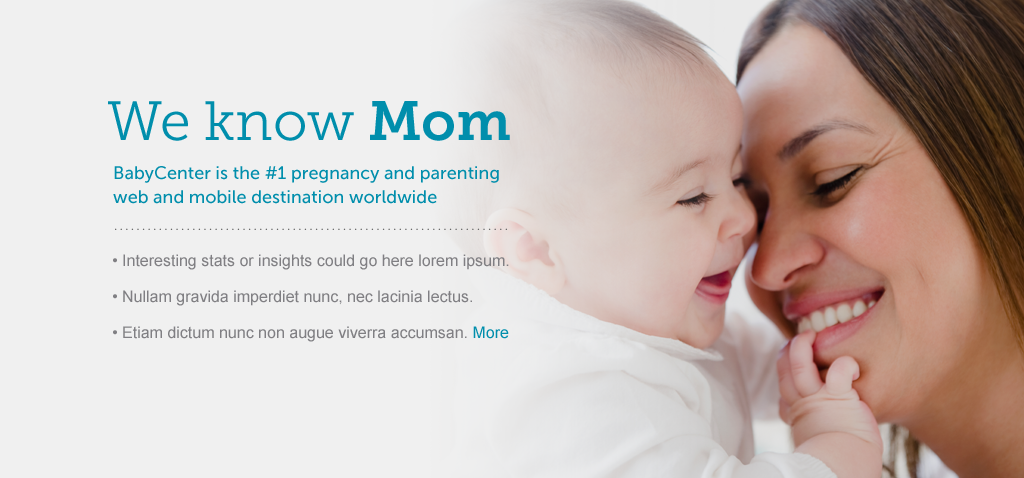 We know Mom
BabyCenter is the #1 pregnancy and parenting
web and mobile destination worldwide
• Interesting stats or insights could go here lorem ipsum.
• Nullam gravida imperdiet nunc, nec lacinia lectus.
• Etiam dictum nunc non augue viverra accumsan. More